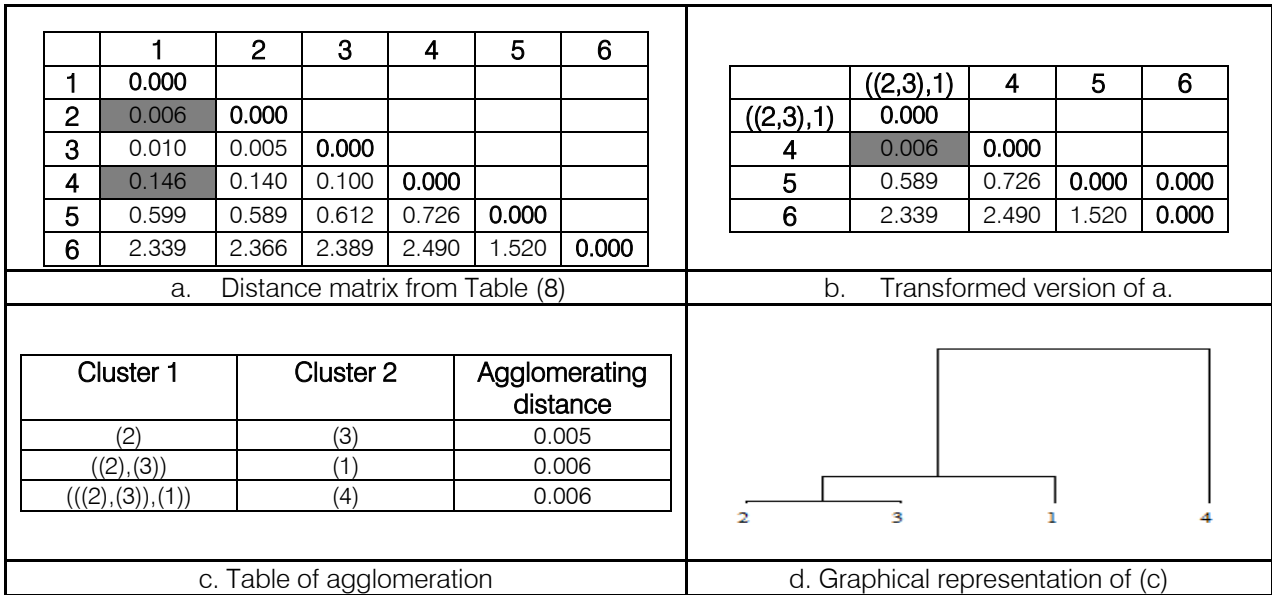 1 2 3 4 5 6
1 0.000
2 0.006 0.000
3 0.010 0.005 0.000
4 0.146 0.140 0.100 0.000
5 0.599 0.589 0.612 0.726 0.000
6 2.339 2.366 2.389 2.490 1.520 0.000
a. Distance matrix from Table (8)
((2,3),1) 4 5 6
((2,3),1) 0.000
4 0.006 0.000
5 0.589 0.726 0.000 0.000
6 2.339 2.490 1.520 0.000
b. Transformed version of a.
Cluster 1 Cluster 2 Agglomerating
distance
(2) (3) 0.005
((2),(3)) (1) 0.006
(((2),(3)),(1)) (4) 0.006
c. Table of agglomeration
2 3 1 4
d. Graphical representation of (c)